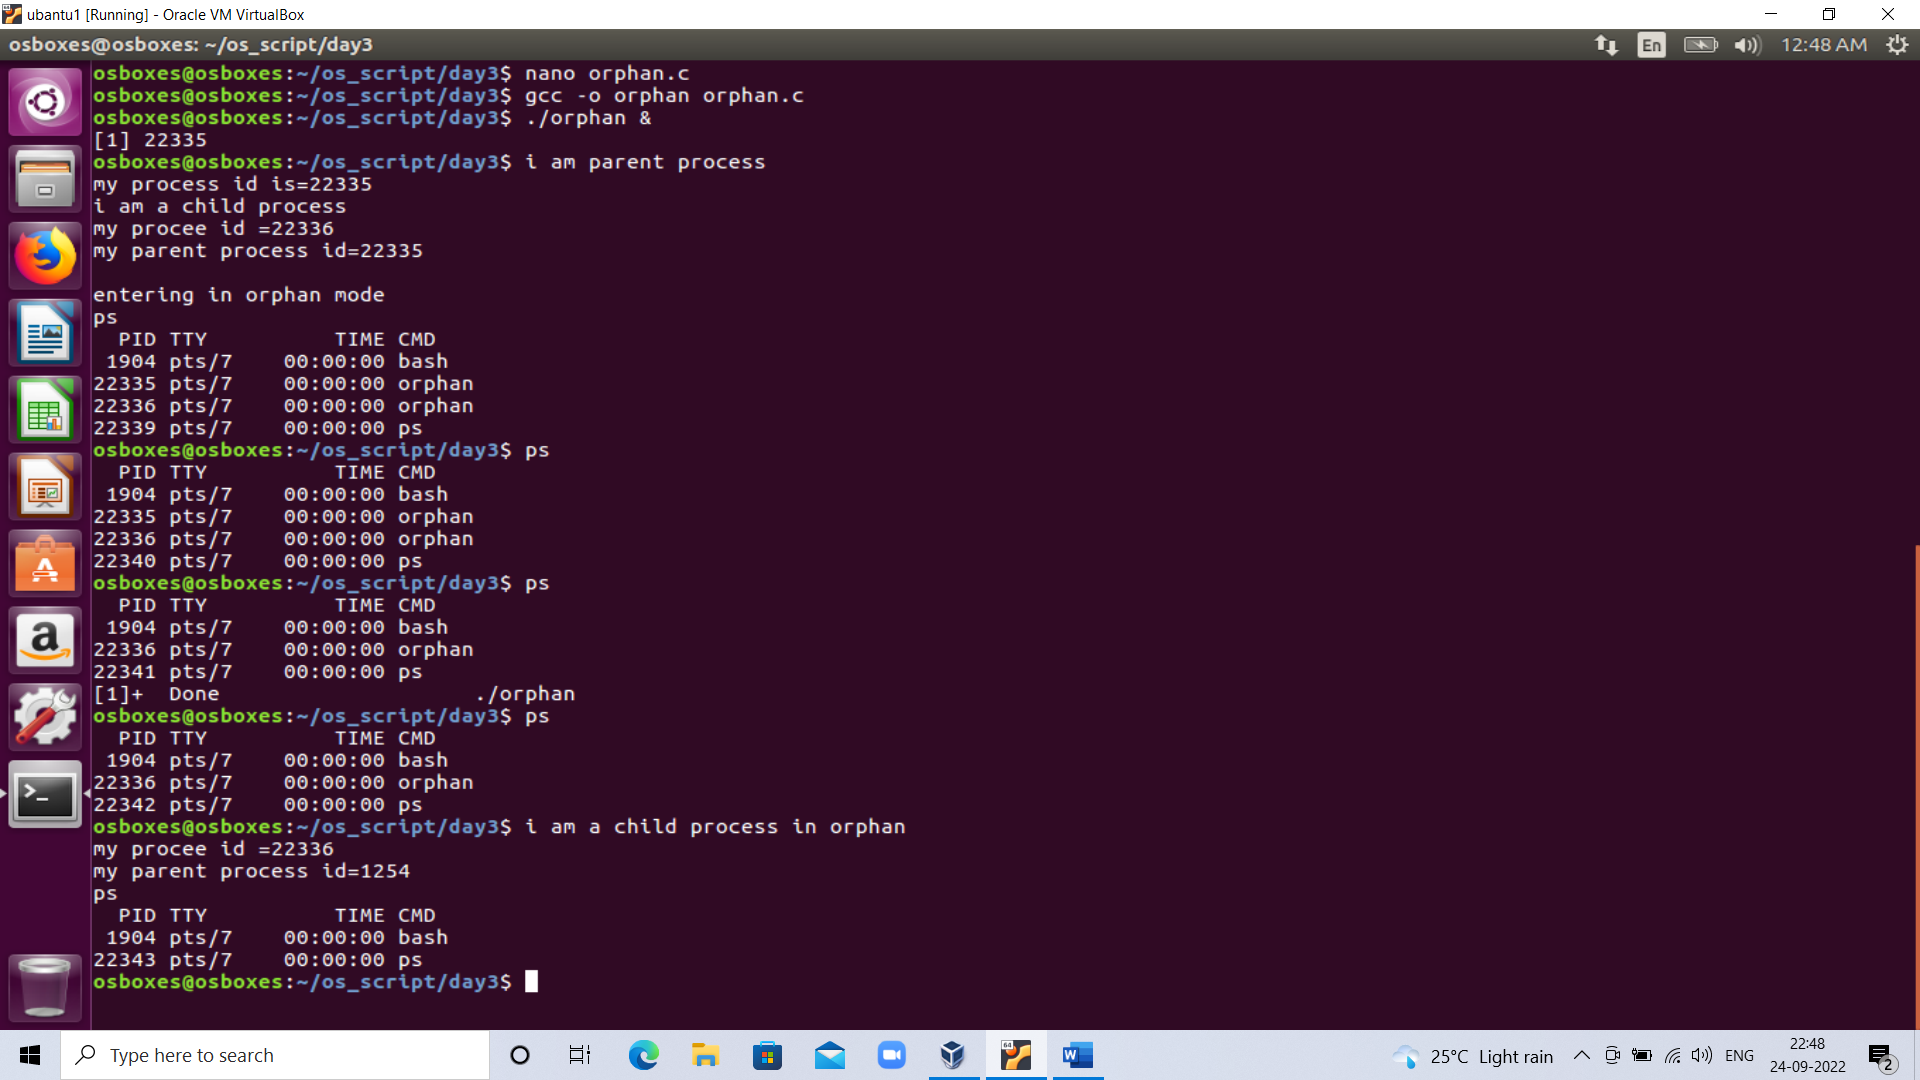 ubantu1 [Running] - Oracle VM VirtualBox
osboxes@osboxes: ~/os_script/day3
En
12:48 AM
osboxes@osboxes:~/os_script/day3$ nano orphan.c
osboxes@osboxes:~/os_script/day3$ gcc -o orphan orphan.c
osboxes@osboxes:~/os_script/day3$ ./orphan &
[1] 22335
osboxes@osboxes:~/os_script/day3$ i am parent process
my process id is=22335
i am a child process
my procee id =22336
my parent process id=22335
entering in orphan mode
ps
  PID TTY          TIME CMD
 1904 pts/7    00:00:00 bash
22335 pts/7    00:00:00 orphan
22336 pts/7    00:00:00 orphan
22339 pts/7    00:00:00 ps
osboxes@osboxes:~/os_script/day3$ ps
  PID TTY          TIME CMD
 1904 pts/7    00:00:00 bash
22335 pts/7    00:00:00 orphan
22336 pts/7    00:00:00 orphan
22340 pts/7    00:00:00 ps
osboxes@osboxes:~/os_script/day3$ ps
  PID TTY          TIME CMD
 1904 pts/7    00:00:00 bash
22336 pts/7    00:00:00 orphan
22341 pts/7    00:00:00 ps
[1]+  Done                    ./orphan
osboxes@osboxes:~/os_script/day3$ ps
  PID TTY          TIME CMD
 1904 pts/7    00:00:00 bash
22336 pts/7    00:00:00 orphan
22342 pts/7    00:00:00 ps
osboxes@osboxes:~/os_script/day3$ i am a child process in orphan
my procee id =22336
my parent process id=1254
ps
  PID TTY          TIME CMD
 1904 pts/7    00:00:00 bash
22343 pts/7    00:00:00 ps
osboxes@osboxes:~/os_script/day3$
Type here to search
64
W
25°C Light rain
ENG
22:48
24-09-2022
2